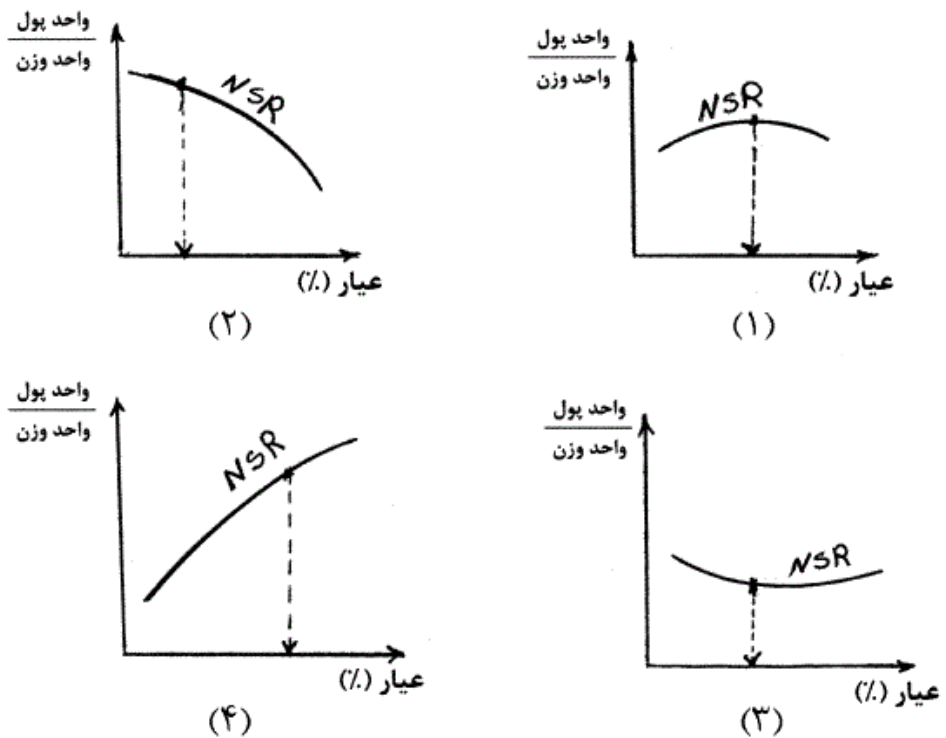 واحد پول
واحد وزن
NSR
عیار (٪)
(۱)
واحد پول
واحد وزن
NSR
عیار (٪)
(۲)
واحد پول
واحد وزن
NSR
عیار (٪)
(۳)
واحد پول
واحد وزن
NSR
عیار (٪)
(۴)